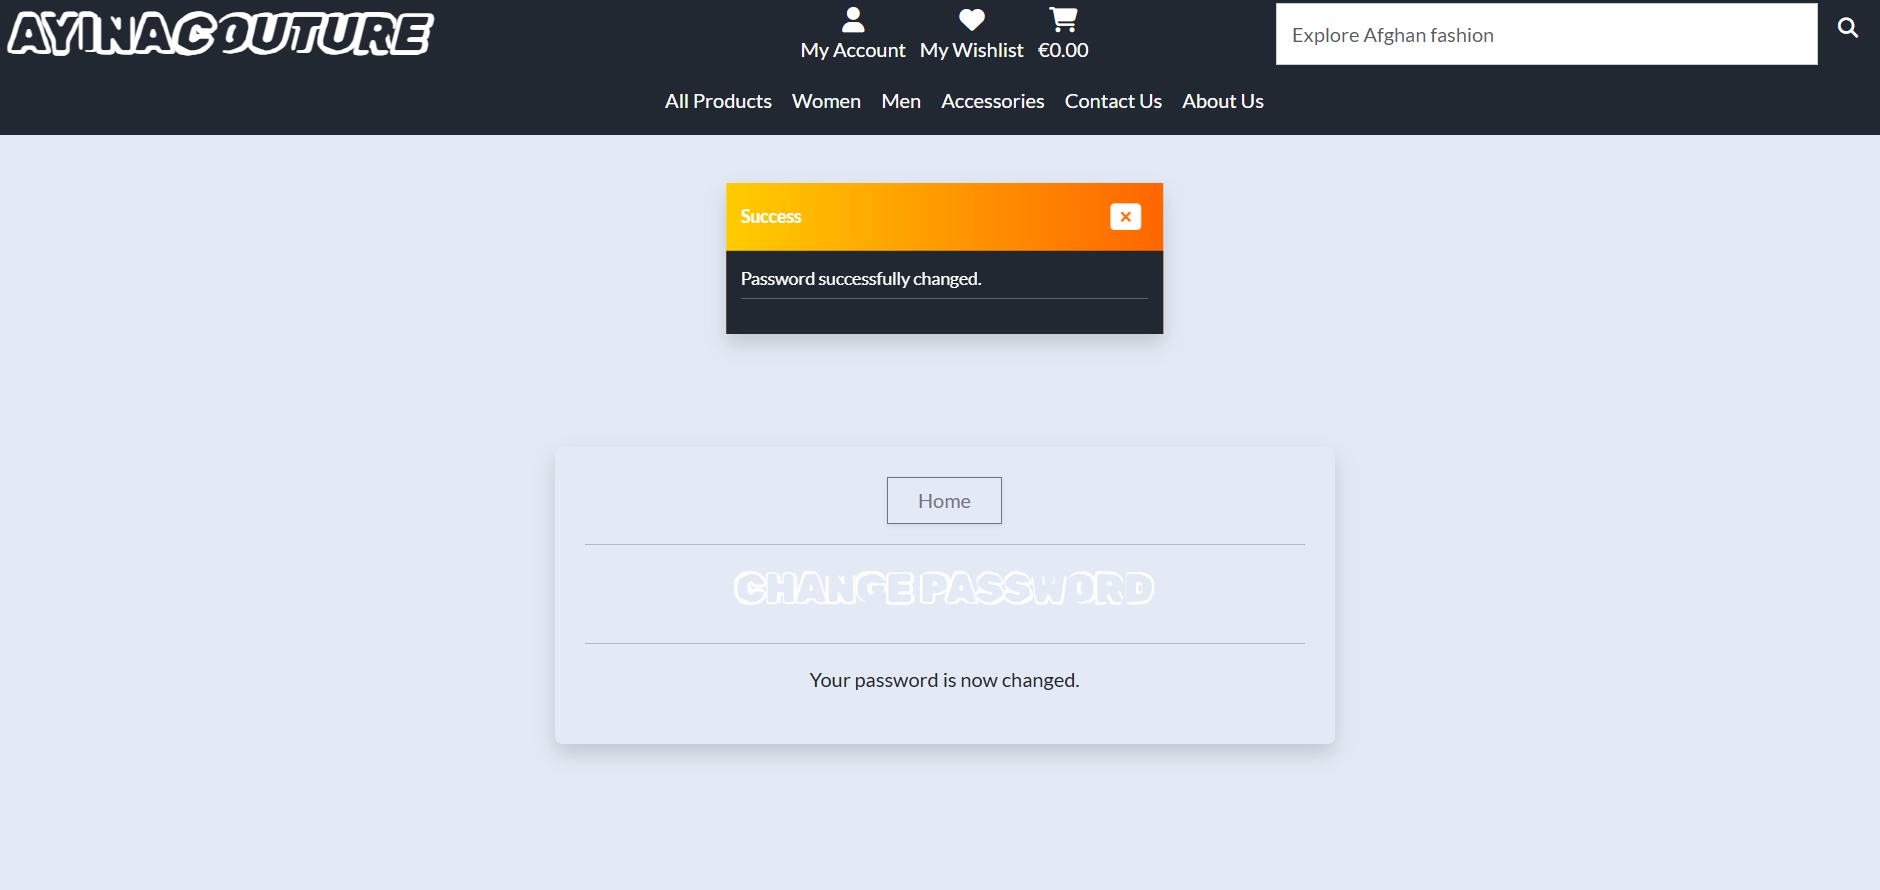 AYINACOUTURE
My Account My Wishlist €0.00
Explore Afghan fashion
All Products Women Men Accessories Contact Us About Us
Success
Password successfully changed.
Home
CHANGE PASSWORD
Your password is now changed.